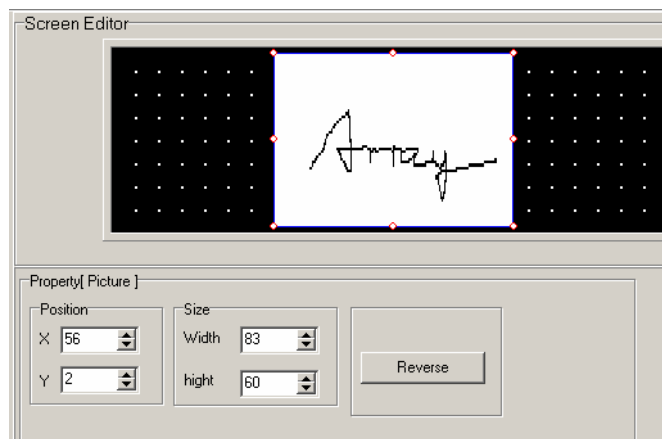 Screen Editor
Property[ Picture ]
Position
Size
X 56
Width 83
Reverse
Y 2
hight 60